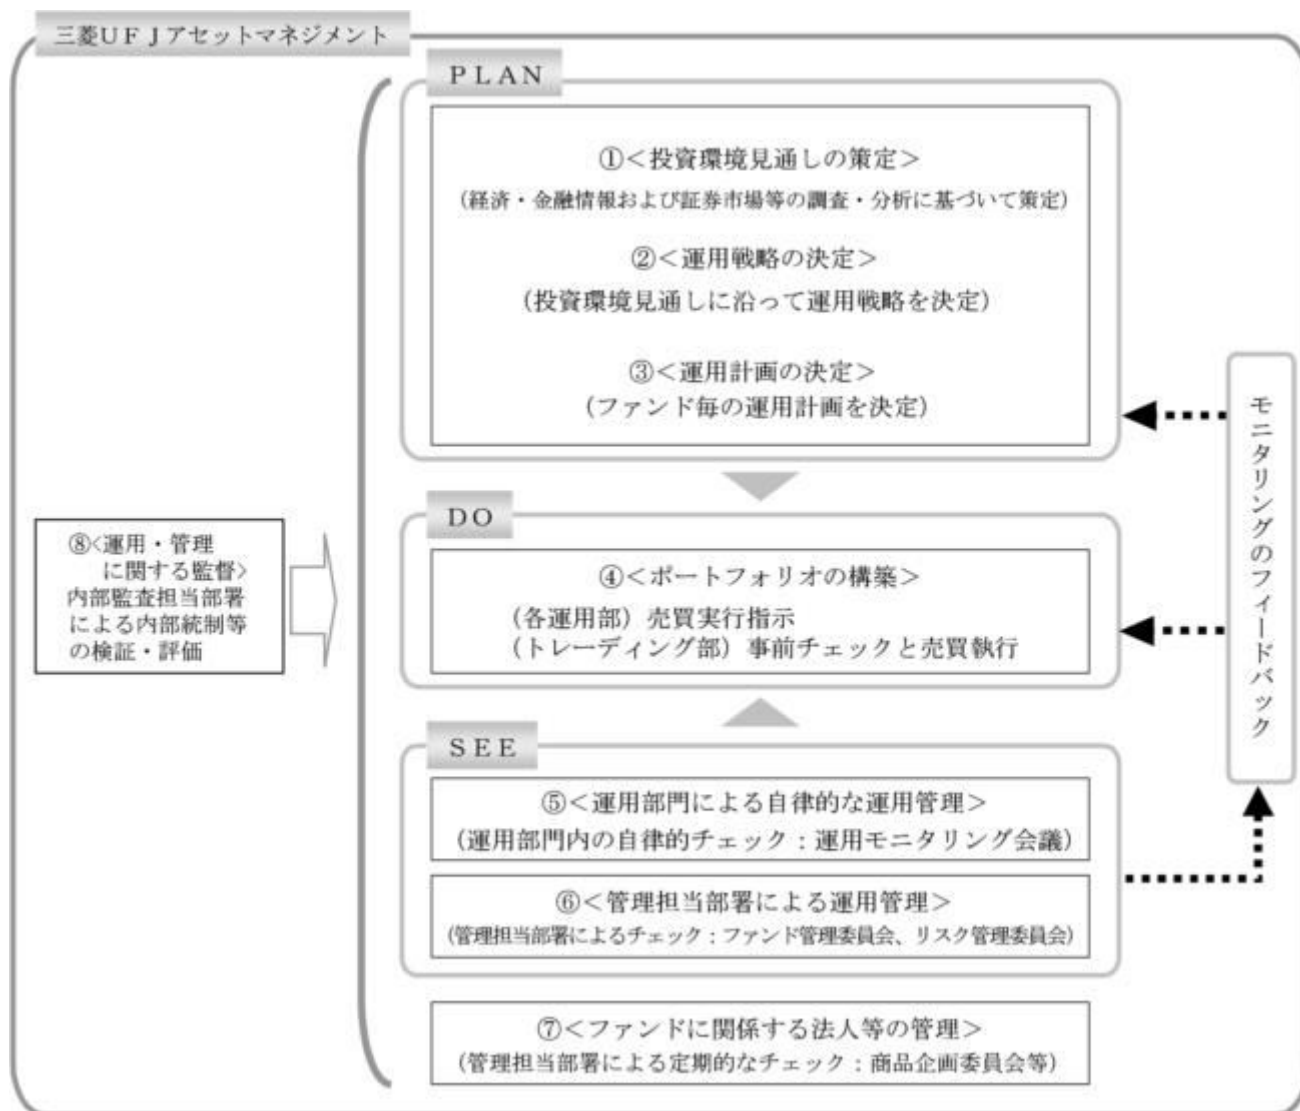 三菱ＵＦＪアセットマネジメント
ＰＬＡＮ
①＜投資環境見通しの策定＞
（経済・金融情報および証券市場等の調査・分析に基づいて策定）
②＜運用戦略の決定＞
（投資環境見通しに沿って運用戦略を決定）
③＜運用計画の決定＞
（ファンド毎の運用計画を決定）
ＤＯ
④＜ポートフォリオの構築＞
（各運用部）売買実行指示
（トレーディング部）事前チェックと売買執行
ＳＥＥ
⑤＜運用部門による自律的な運用管理＞
（運用部門内の自律的チェック：運用モニタリング会議）
⑥＜管理担当部署による運用管理＞
（管理担当部署によるチェック：ファンド管理委員会、リスク管理委員会）
⑦＜ファンドに関係する法人等の管理＞
（管理担当部署による定期的なチェック：商品企画委員会等）
⑧<運用・管理
に関する監督>
内部監査担当部署
による内部統制等
の検証・評価
モニタリングのフィードバック